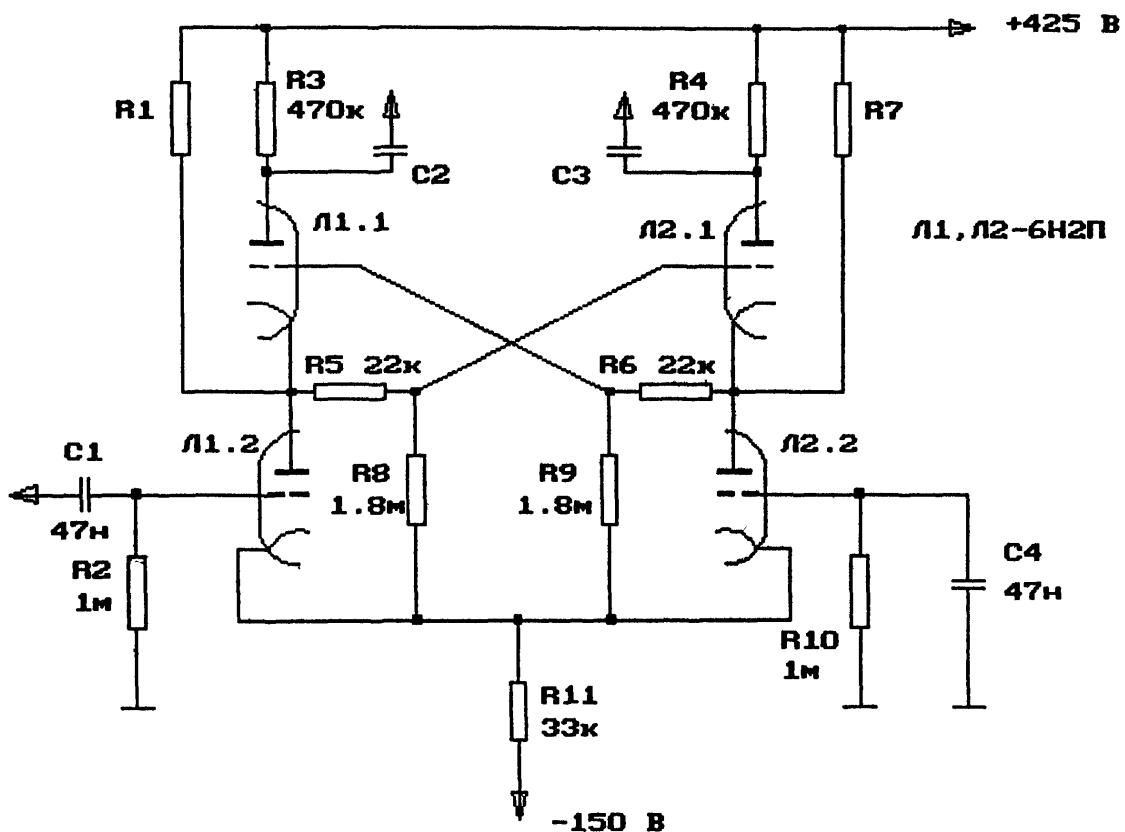 +425 В
R1
R3
470к
R4
470к
R7
C2
C3
Л1.1
Л2.1
Л1,Л2-6Н2П
R5 22к
R6 22к
Л1.2
Л2.2
C1
47н
R8
1.8м
R9
1.8м
R2
1м
C4
47н
R10
1м
R11
33к
-150 В